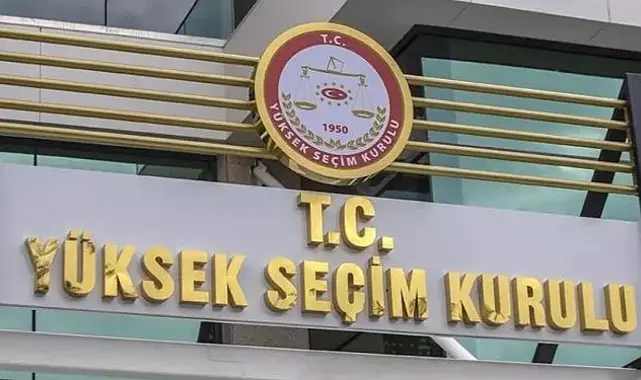 T.C.
1950
YÜKSEK SEÇİM KURULU
T.C.
YÜKSEK SEÇİM KURULU